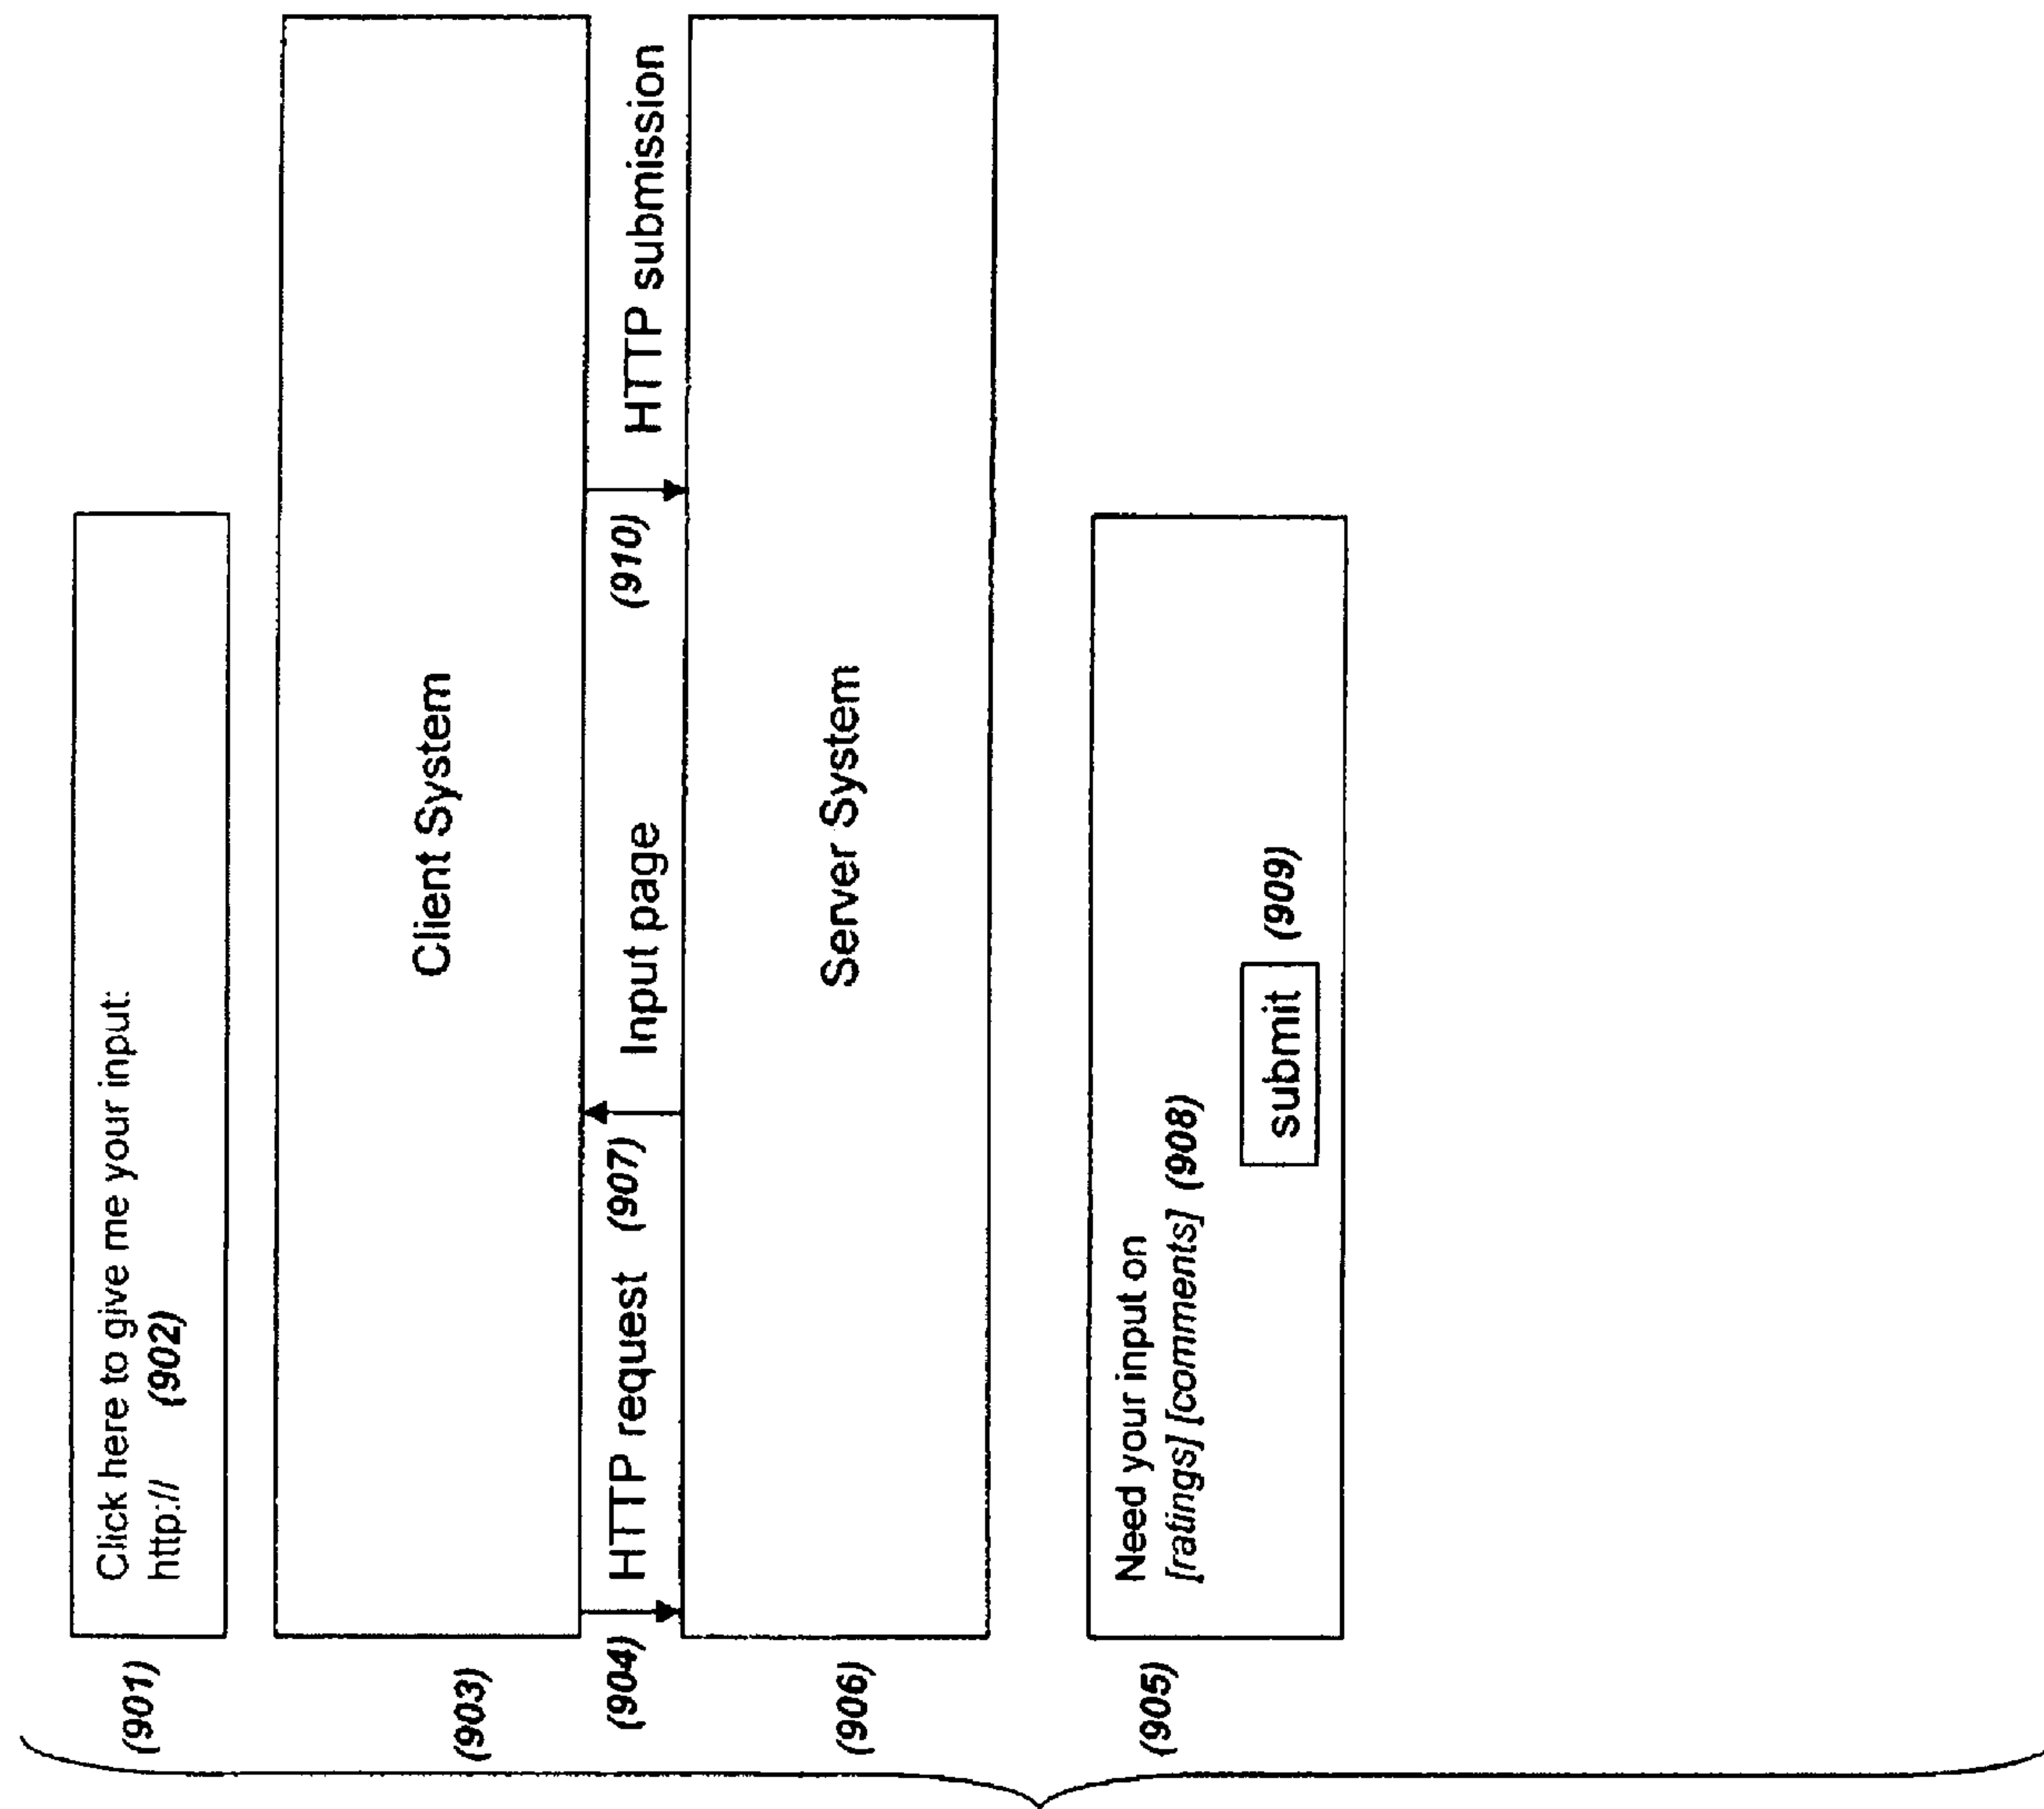 (901)
Click here to give me your input:
http:// (902)
(903)
Client System
(904) HTTP request (907) Input page (910) HTTP submission
(906)
Server System
(905)
Need your input on
[ratings] [comments] (908)
submit (909)